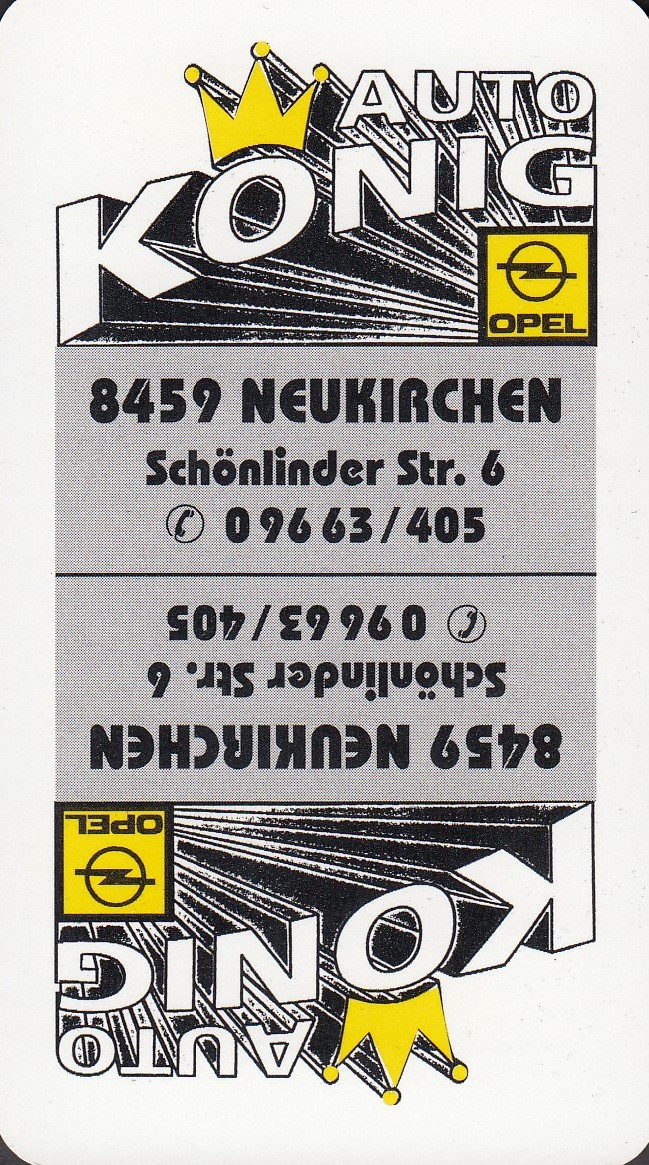 AUTO
KÖNIG
OPEL
8459 NEUKIRCHEN
Schönlinder Str. 6
✆ 0 96 63 / 405
✆ 0 96 63 / 405
Schönlinder Str. 6
8459 NEUKIRCHEN
OPEL
KÖNIG
AUTO